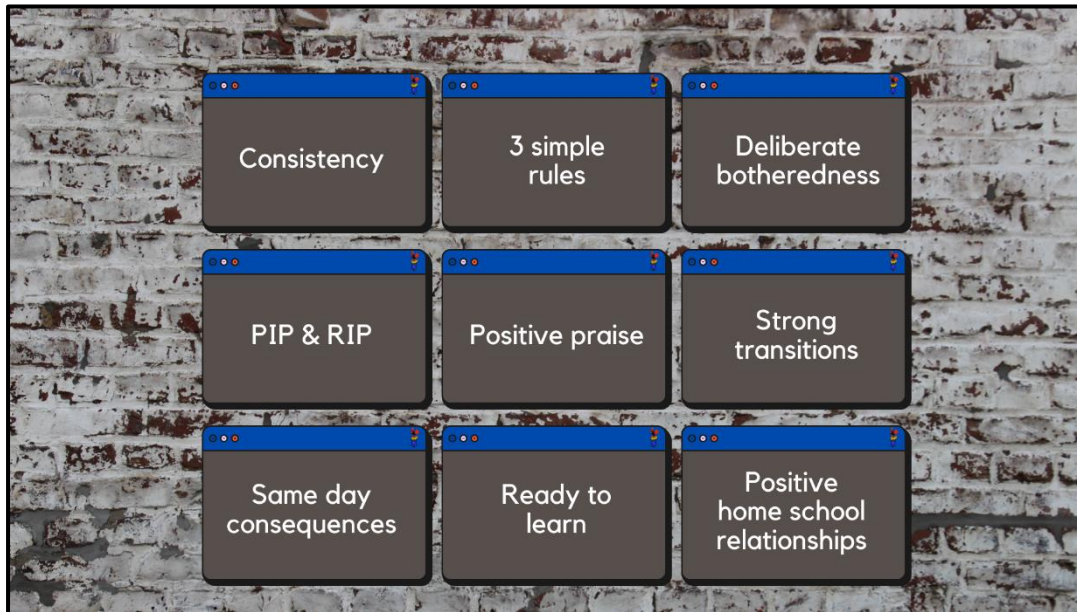 Consistency
3 simple
rules
Deliberate
botheredness
PIP & RIP
Positive praise
Strong
transitions
Same day
consequences
Ready to
learn
Positive
home school
relationships